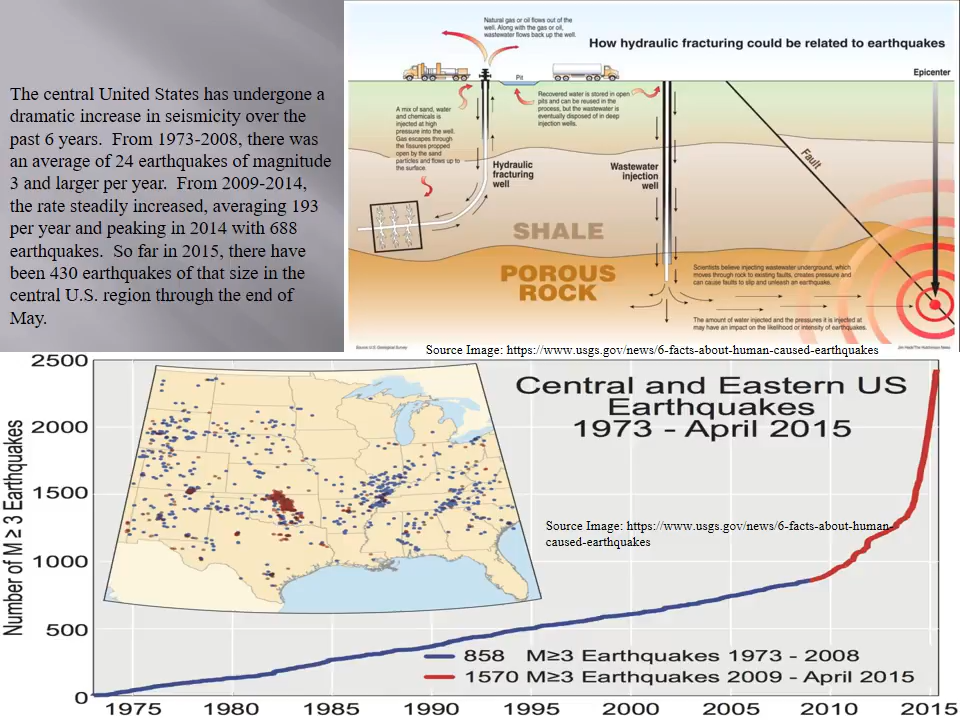 The central United States has undergone a
dramatic increase in seismicity over the
past 6 years.  From 1973-2008, there was
an average of 24 earthquakes of magnitude
3 and larger per year.  From 2009-2014,
the rate steadily increased, averaging 193
per year and peaking in 2014 with 688
earthquakes.  So far in 2015, there have
been 430 earthquakes of that size in the
central U.S. region through the end of
May.
Natural gas or oil flows out of the
well. Along with the gas or oil,
wastewater flows back up the well.
How hydraulic fracturing could be related to earthquakes
Epicenter
Pit
A mix of sand, water
and chemicals is
injected at high
pressure into the well.
Gas escapes through
the fissures propped
open by the sand
particles and flows up to
the surface.
Recovered water is stored in open
pits and can be reused in the
process, but the wastewater is
eventually disposed of in deep
injection wells.
Hydraulic
fracturing
well
Wastewater
injection
well
Fault
SHALE
POROUS
ROCK
Scientists believe injecting wastewater underground, which
moves through rock to existing faults, creates pressure and
can cause faults to slip and unleash an earthquake.
The amount of water injected and the pressures it is injected at
may have an impact on the likelihood or intensity of earthquakes.
Source: U.S. Geological Survey
Source Image: https://www.usgs.gov/news/6-facts-about-human-caused-earthquakes
Central and Eastern US
Earthquakes
1973 - April 2015
Source Image: https://www.usgs.gov/news/6-facts-about-human-
caused-earthquakes
Number of M ≥ 3 Earthquakes
2500
2000
1500
1000
500
0
858 M≥3 Earthquakes 1973 - 2008
1570 M≥3 Earthquakes 2009 - April 2015
1975 1980 1985 1990 1995 2000 2005 2010 2015